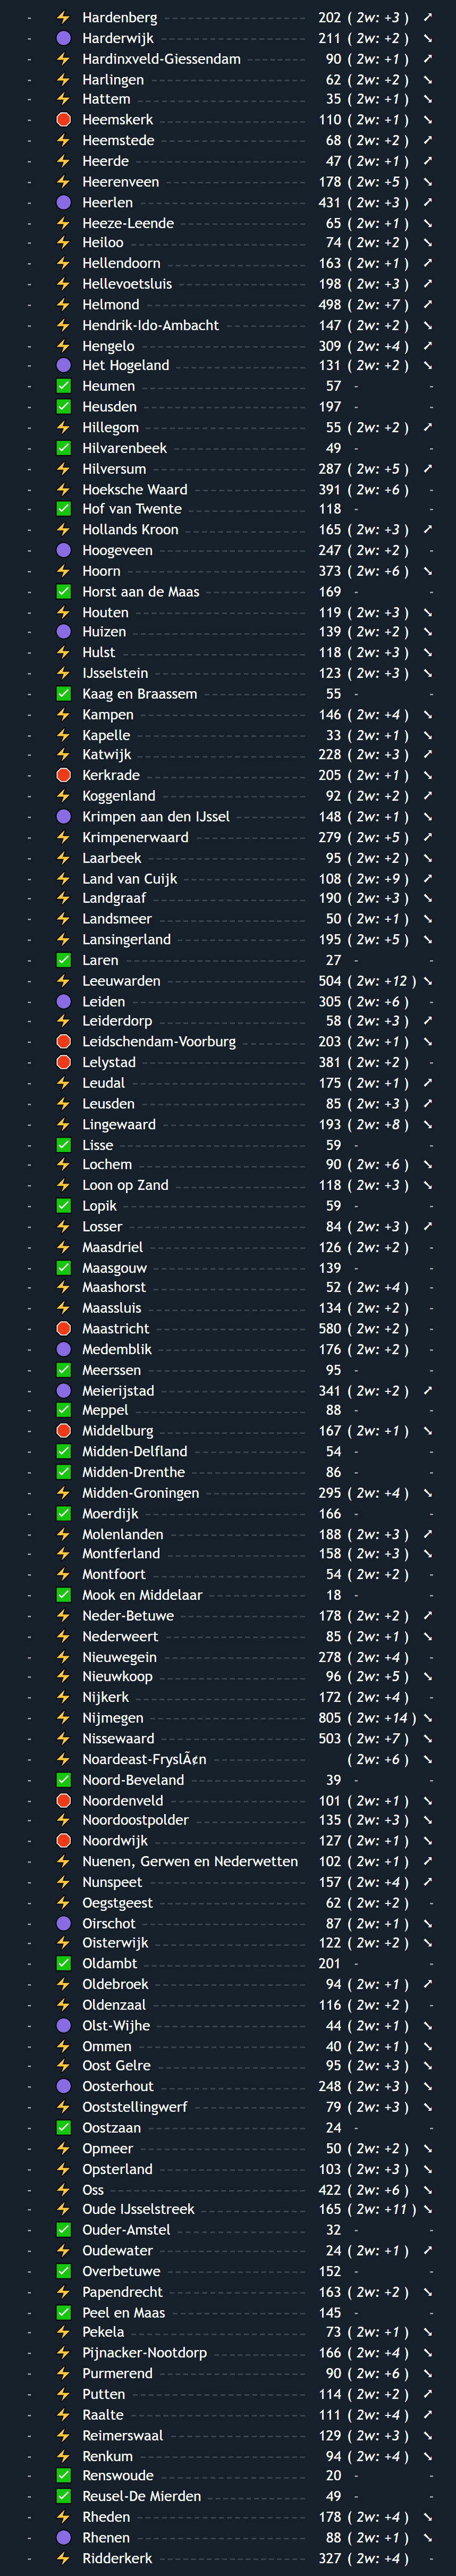 - ⚡ Hardenberg 202 ( 2w: +3 ) ➚
- 🟣 Harderwijk 211 ( 2w: +2 ) ➘
- ⚡ Hardinxveld-Giessendam 90 ( 2w: +1 ) ➚
- ⚡ Harlingen 62 ( 2w: +2 ) ➘
- ⚡ Hattem 35 ( 2w: +1 ) ➘
- 🛑 Heemskerk 110 ( 2w: +1 ) ➘
- ⚡ Heemstede 68 ( 2w: +2 ) ➚
- ⚡ Heerde 47 ( 2w: +1 ) ➚
- ⚡ Heerenveen 178 ( 2w: +5 ) ➘
- 🟣 Heerlen 431 ( 2w: +3 ) ➚
- ⚡ Heeze-Leende 65 ( 2w: +1 ) ➘
- ⚡ Heiloo 74 ( 2w: +2 ) ➘
- ⚡ Hellendoorn 163 ( 2w: +1 ) ➚
- ⚡ Hellevoetsluis 198 ( 2w: +3 ) ➚
- ⚡ Helmond 498 ( 2w: +7 ) ➚
- ⚡ Hendrik-Ido-Ambacht 147 ( 2w: +2 ) ➘
- ⚡ Hengelo 309 ( 2w: +4 ) ➚
- 🟣 Het Hogeland 131 ( 2w: +2 ) ➘
- ✅ Heumen 57 - -
- ✅ Heusden 197 - -
- ⚡ Hillegom 55 ( 2w: +2 ) ➚
- ✅ Hilvarenbeek 49 - -
- ⚡ Hilversum 287 ( 2w: +5 ) ➚
- ⚡ Hoeksche Waard 391 ( 2w: +6 ) -
- ✅ Hof van Twente 118 - -
- ⚡ Hollands Kroon 165 ( 2w: +3 ) ➚
- 🟣 Hoogeveen 247 ( 2w: +2 ) -
- ⚡ Hoorn 373 ( 2w: +6 ) ➘
- ✅ Horst aan de Maas 169 - -
- ⚡ Houten 119 ( 2w: +3 ) ➘
- 🟣 Huizen 139 ( 2w: +2 ) ➘
- ⚡ Hulst 118 ( 2w: +3 ) ➘
- ⚡ IJsselstein 123 ( 2w: +3 ) ➘
- ✅ Kaag en Braassem 55 - -
- ⚡ Kampen 146 ( 2w: +4 ) ➘
- ⚡ Kapelle 33 ( 2w: +1 ) ➘
- ⚡ Katwijk 228 ( 2w: +3 ) ➚
- 🛑 Kerkrade 205 ( 2w: +1 ) ➘
- ⚡ Koggenland 92 ( 2w: +2 ) ➚
- 🟣 Krimpen aan den IJssel 148 ( 2w: +1 ) ➘
- ⚡ Krimpenerwaard 279 ( 2w: +5 ) ➚
- ⚡ Laarbeek 95 ( 2w: +2 ) ➘
- ⚡ Land van Cuijk 108 ( 2w: +9 ) ➚
- ⚡ Landgraaf 190 ( 2w: +3 ) ➘
- ⚡ Landsmeer 50 ( 2w: +1 ) ➘
- ⚡ Lansingerland 195 ( 2w: +5 ) ➘
- ✅ Laren 27 - -
- ⚡ Leeuwarden 504 ( 2w: +12 ) ➘
- 🟣 Leiden 305 ( 2w: +6 ) -
- ⚡ Leiderdorp 58 ( 2w: +3 ) ➚
- 🛑 Leidschendam-Voorburg 203 ( 2w: +1 ) ➘
- 🛑 Lelystad 381 ( 2w: +2 ) -
- ⚡ Leudal 175 ( 2w: +1 ) ➚
- ⚡ Leusden 85 ( 2w: +3 ) ➚
- ⚡ Lingewaard 193 ( 2w: +8 ) ➘
- ✅ Lisse 59 - -
- ⚡ Lochem 90 ( 2w: +6 ) ➘
- ⚡ Loon op Zand 118 ( 2w: +3 ) ➘
- ✅ Lopik 59 - -
- ⚡ Losser 84 ( 2w: +3 ) ➚
- ⚡ Maasdriel 126 ( 2w: +2 ) -
- ✅ Maasgouw 139 - -
- ⚡ Maashorst 52 ( 2w: +4 ) -
- ⚡ Maassluis 134 ( 2w: +2 ) -
- 🛑 Maastricht 580 ( 2w: +2 ) -
- 🟣 Medemblik 176 ( 2w: +2 ) -
- ✅ Meerssen 95 - -
- 🟣 Meierijstad 341 ( 2w: +2 ) ➚
- ✅ Meppel 88 - -
- 🛑 Middelburg 167 ( 2w: +1 ) ➘
- ✅ Midden-Delfland 54 - -
- ✅ Midden-Drenthe 86 - -
- ⚡ Midden-Groningen 295 ( 2w: +4 ) ➘
- ✅ Moerdijk 166 - -
- ⚡ Molenlanden 188 ( 2w: +3 ) ➚
- ⚡ Montferland 158 ( 2w: +3 ) ➘
- ⚡ Montfoort 54 ( 2w: +2 ) -
- ✅ Mook en Middelaar 18 - -
- ⚡ Neder-Betuwe 178 ( 2w: +2 ) ➚
- ⚡ Nederweert 85 ( 2w: +1 ) ➘
- ⚡ Nieuwegein 278 ( 2w: +4 ) -
- ⚡ Nieuwkoop 96 ( 2w: +5 ) ➘
- ⚡ Nijkerk 172 ( 2w: +4 ) -
- ⚡ Nijmegen 805 ( 2w: +14 ) ➘
- ⚡ Nissewaard 503 ( 2w: +7 ) ➘
- ⚡ Noardeast-FryslÃ¢n ( 2w: +6 ) ➘
- ✅ Noord-Beveland 39 - -
- 🛑 Noordenveld 101 ( 2w: +1 ) ➘
- ⚡ Noordoostpolder 135 ( 2w: +3 ) ➘
- 🛑 Noordwijk 127 ( 2w: +1 ) ➘
- ⚡ Nuenen, Gerwen en Nederwetten 102 ( 2w: +1 ) ➚
- ⚡ Nunspeet 157 ( 2w: +4 ) ➚
- ⚡ Oegstgeest 62 ( 2w: +2 ) -
- 🟣 Oirschot 87 ( 2w: +1 ) ➘
- ⚡ Oisterwijk 122 ( 2w: +2 ) ➘
- ✅ Oldambt 201 - -
- ⚡ Oldebroek 94 ( 2w: +1 ) ➚
- ⚡ Oldenzaal 116 ( 2w: +2 ) -
- 🟣 Olst-Wijhe 44 ( 2w: +1 ) ➘
- ⚡ Ommen 40 ( 2w: +1 ) ➘
- ⚡ Oost Gelre 95 ( 2w: +3 ) ➘
- 🟣 Oosterhout 248 ( 2w: +3 ) ➘
- ⚡ Ooststellingwerf 79 ( 2w: +3 ) ➘
- ✅ Oostzaan 24 - -
- ⚡ Opmeer 50 ( 2w: +2 ) ➘
- ⚡ Opsterland 103 ( 2w: +3 ) ➘
- ⚡ Oss 422 ( 2w: +6 ) ➘
- ⚡ Oude IJsselstreek 165 ( 2w: +11 ) ➘
- ✅ Ouder-Amstel 32 - -
- ⚡ Oudewater 24 ( 2w: +1 ) ➚
- ✅ Overbetuwe 152 - -
- ⚡ Papendrecht 163 ( 2w: +2 ) ➘
- ✅ Peel en Maas 145 - -
- ⚡ Pekela 73 ( 2w: +1 ) ➘
- ⚡ Pijnacker-Nootdorp 166 ( 2w: +4 ) ➘
- ⚡ Purmerend 90 ( 2w: +6 ) ➘
- ⚡ Putten 114 ( 2w: +2 ) ➚
- ⚡ Raalte 111 ( 2w: +4 ) ➚
- ⚡ Reimerswaal 129 ( 2w: +3 ) ➘
- ⚡ Renkum 94 ( 2w: +4 ) ➘
- ✅ Renswoude 20 - -
- ✅ Reusel-De Mierden 49 - -
- ⚡ Rheden 178 ( 2w: +4 ) ➘
- 🟣 Rhenen 88 ( 2w: +1 ) ➘
- ⚡ Ridderkerk 327 ( 2w: +4 ) -